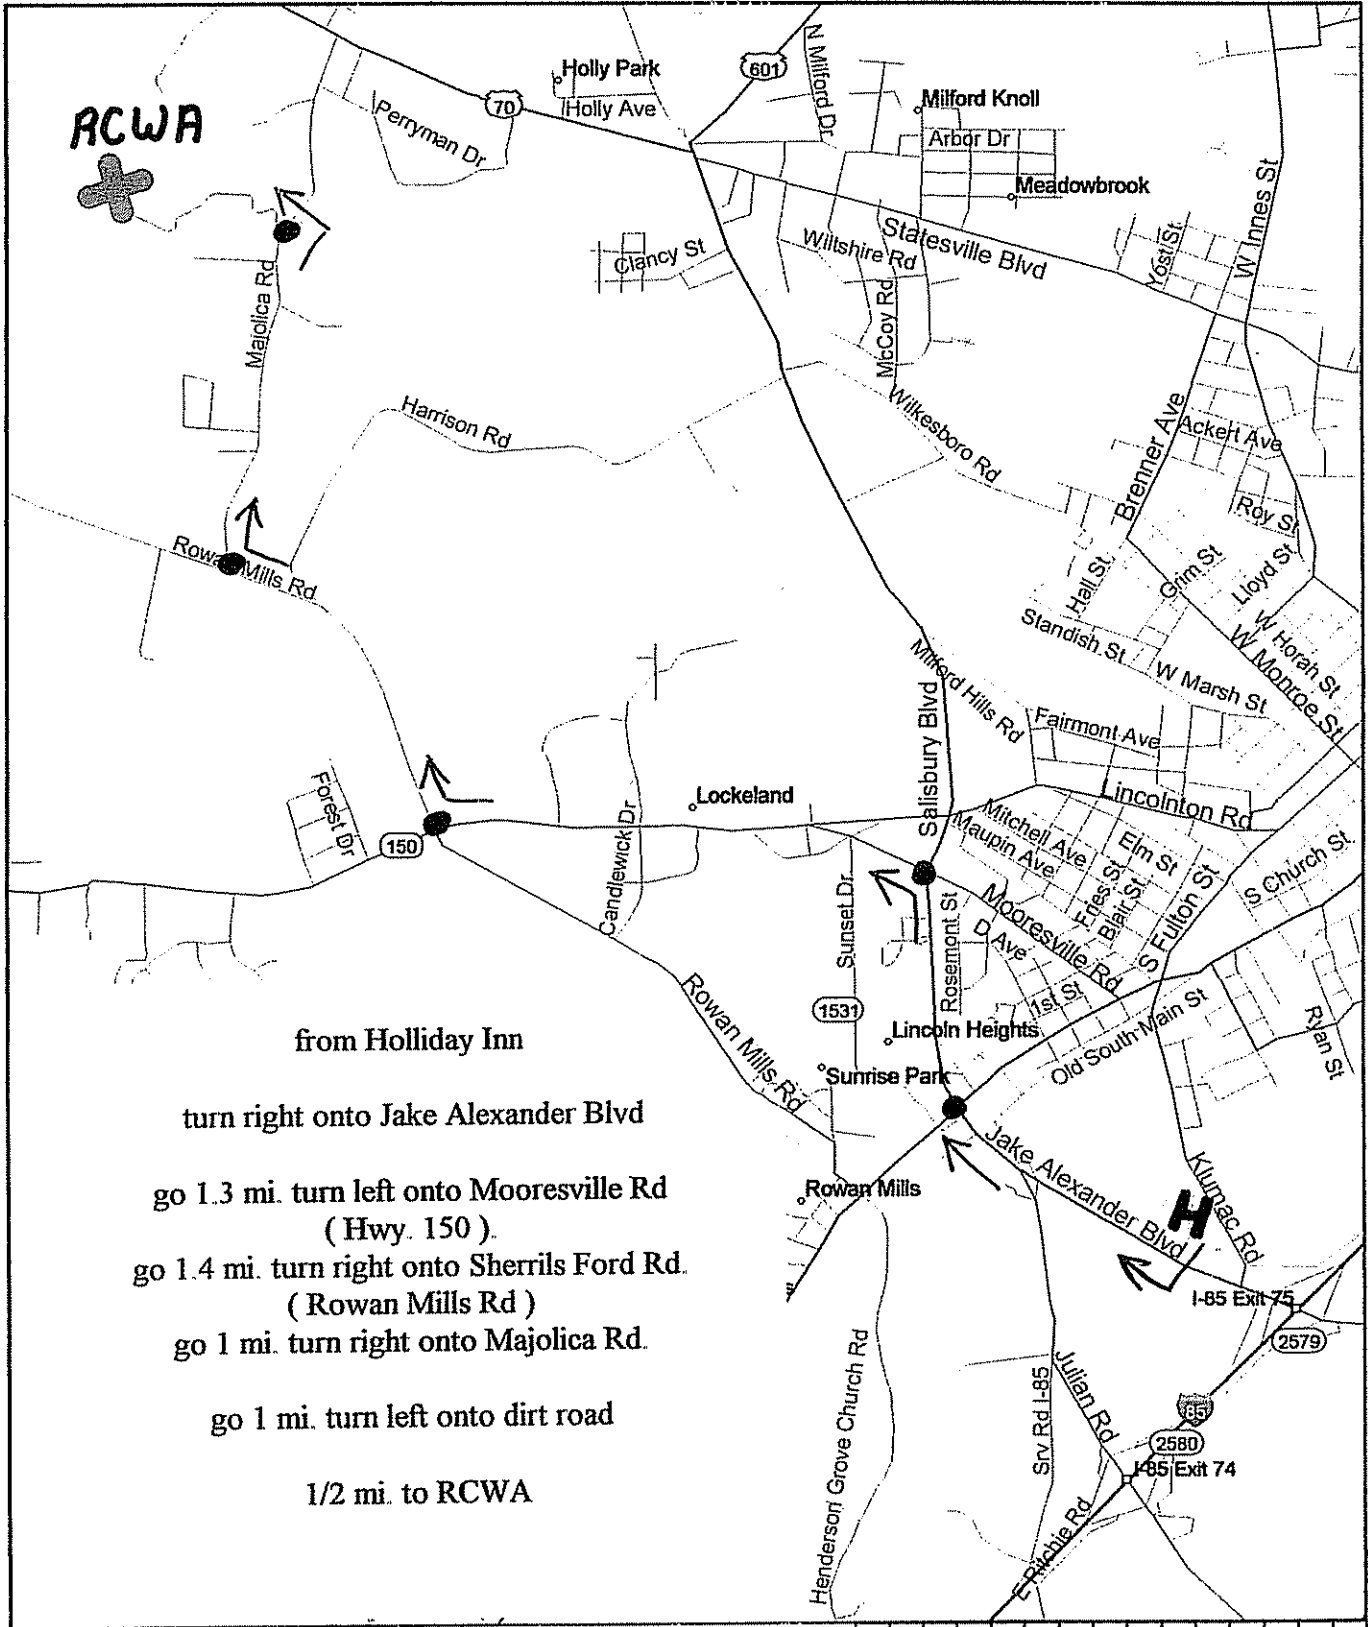 RCWA
Holly Park
Holly Ave
70
601
N Milford Dr
Milford Knoll
Arbor Dr
Meadowbrook
Perryman Dr
Clancy St
Wiltshire Rd
Statesville Blvd
Yost St
W Innes St
McCoy Rd
Majolica Rd
Harrison Rd
Wilkesboro Rd
Brenner Ave
Ackert Ave
Roy St
Rowa Mills Rd
Hall St
Grim St
Lloyd St
Standish St
W Horah St
W Monroe St
W Marsh St
Milford Hills Rd
Salisbury Blvd
Fairmont Ave
Forest Dr
150
Candlewick Dr
Lockeland
Lincolnton Rd
Mitchell Ave
Maupin Ave
Elm St
Fries St
Blair St
S Fulton St
S Church St
Sunset Dr
Rosemont St
Mooresville Rd
D Ave
1st St
1531
Lincoln Heights
Old South Main St
Ryan St
Rowan Mills Rd
Sunrise Park
Jake Alexander Blvd
Rowan Mills
Klumac Rd
H
I-85 Exit 75
2579
Henderson Grove Church Rd
Srv Rd I-85
Julian Rd
85
2580
I-85 Exit 74
E Ritchie Rd
from Holliday Inn
turn right onto Jake Alexander Blvd
go 1.3 mi. turn left onto Mooresville Rd
( Hwy. 150 ).
go 1.4 mi. turn right onto Sherrils Ford Rd.
( Rowan Mills Rd )
go 1 mi. turn right onto Majolica Rd.
go 1 mi. turn left onto dirt road
1/2 mi. to RCWA